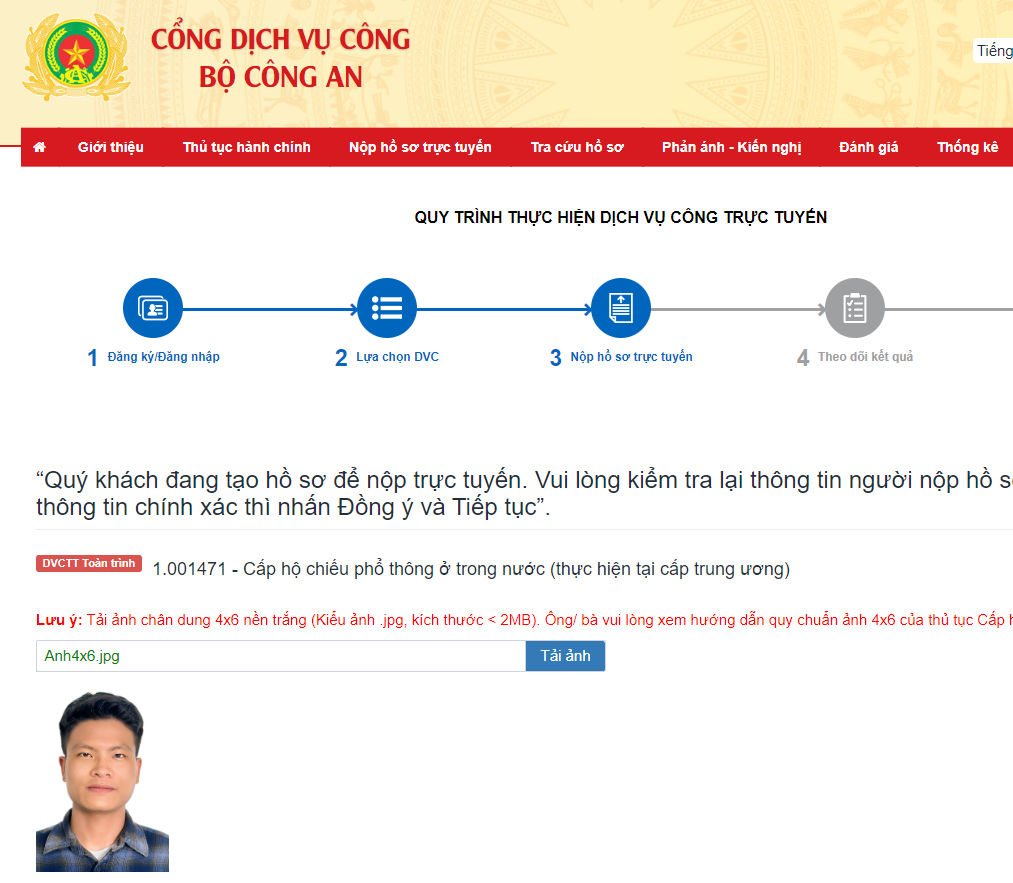 CỔNG DỊCH VỤ CÔNG
BỘ CÔNG AN
Tiếng
Giới thiệu
Thủ tục hành chính
Nộp hồ sơ trực tuyến
Tra cứu hồ sơ
Phản ánh - Kiến nghị
Đánh giá
Thống kê
QUY TRÌNH THỰC HIỆN DỊCH VỤ CÔNG TRỰC TUYẾN
1 Đăng ký/Đăng nhập
2 Lựa chọn DVC
3 Nộp hồ sơ trực tuyến
4 Theo dõi kết quả
“Quý khách đang tạo hồ sơ để nộp trực tuyến. Vui lòng kiểm tra lại thông tin người nộp hồ sơ
thông tin chính xác thì nhấn Đồng ý và Tiếp tục”.
DVCTT Toàn trình
1.001471 - Cấp hộ chiếu phổ thông ở trong nước (thực hiện tại cấp trung ương)
Lưu ý: Tải ảnh chân dung 4x6 nền trắng (Kiểu ảnh .jpg, kích thước < 2MB). Ông/ bà vui lòng xem hướng dẫn quy chuẩn ảnh 4x6 của thủ tục Cấp
Anh4x6.jpg
Tải ảnh